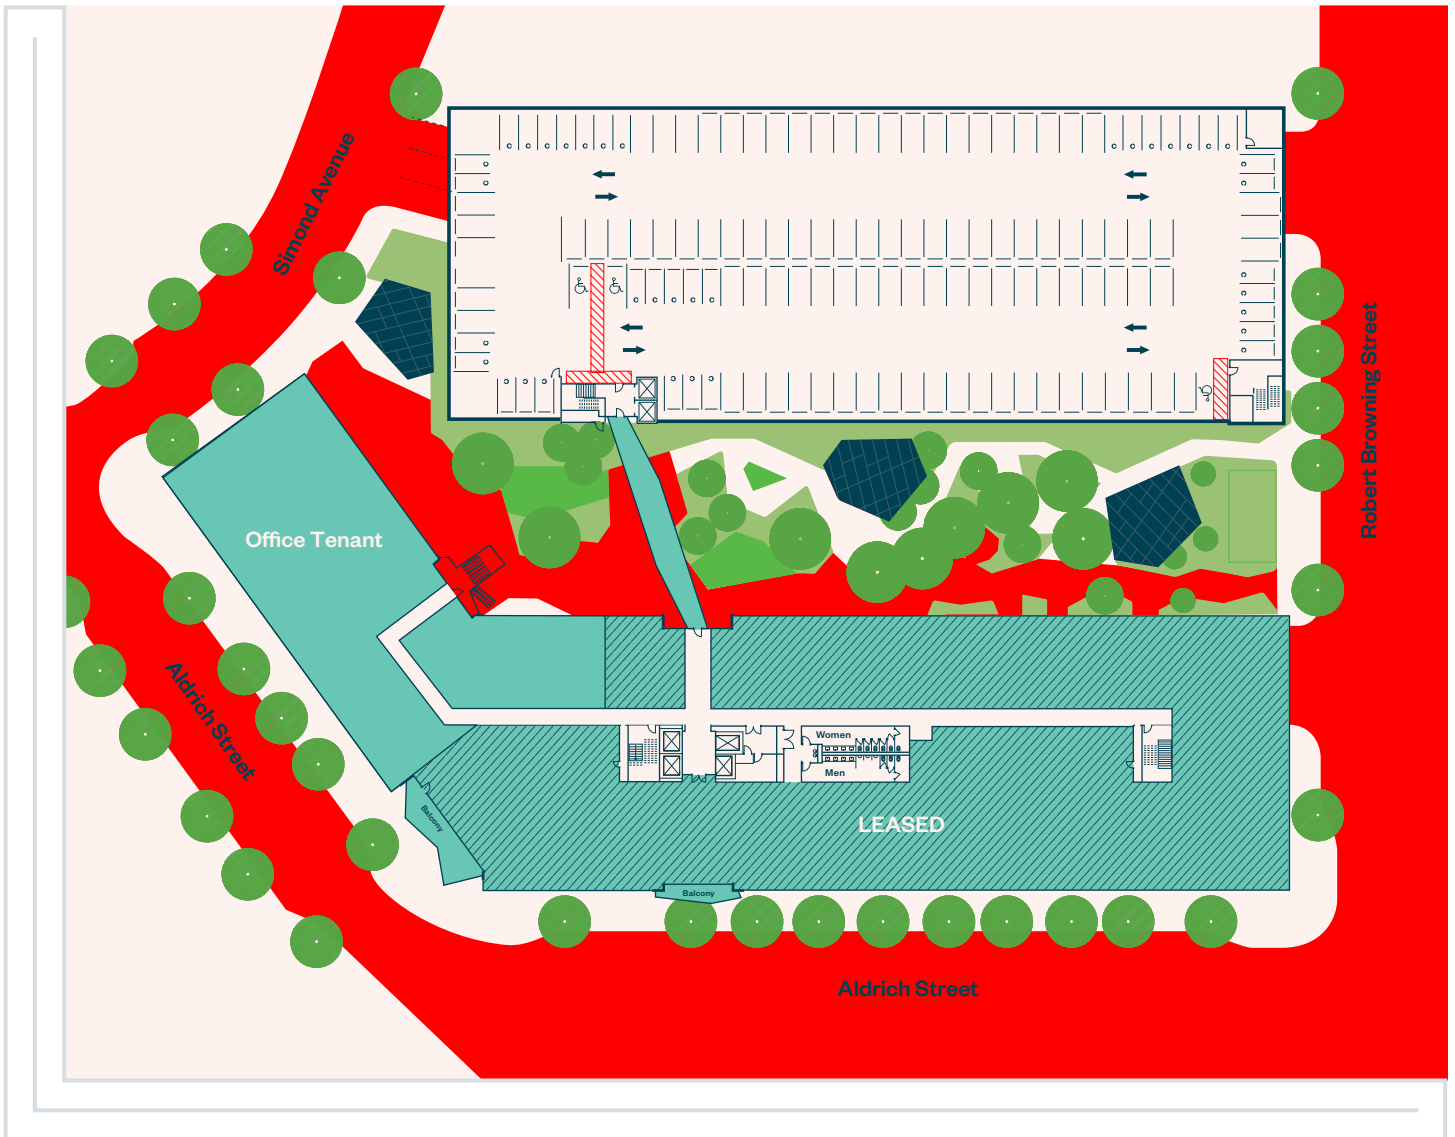 Simond Avenue
Robert Browning Street
Office Tenant
Aldrich Street
Women
Men
Balcony
LEASED
Balcony
Aldrich Street